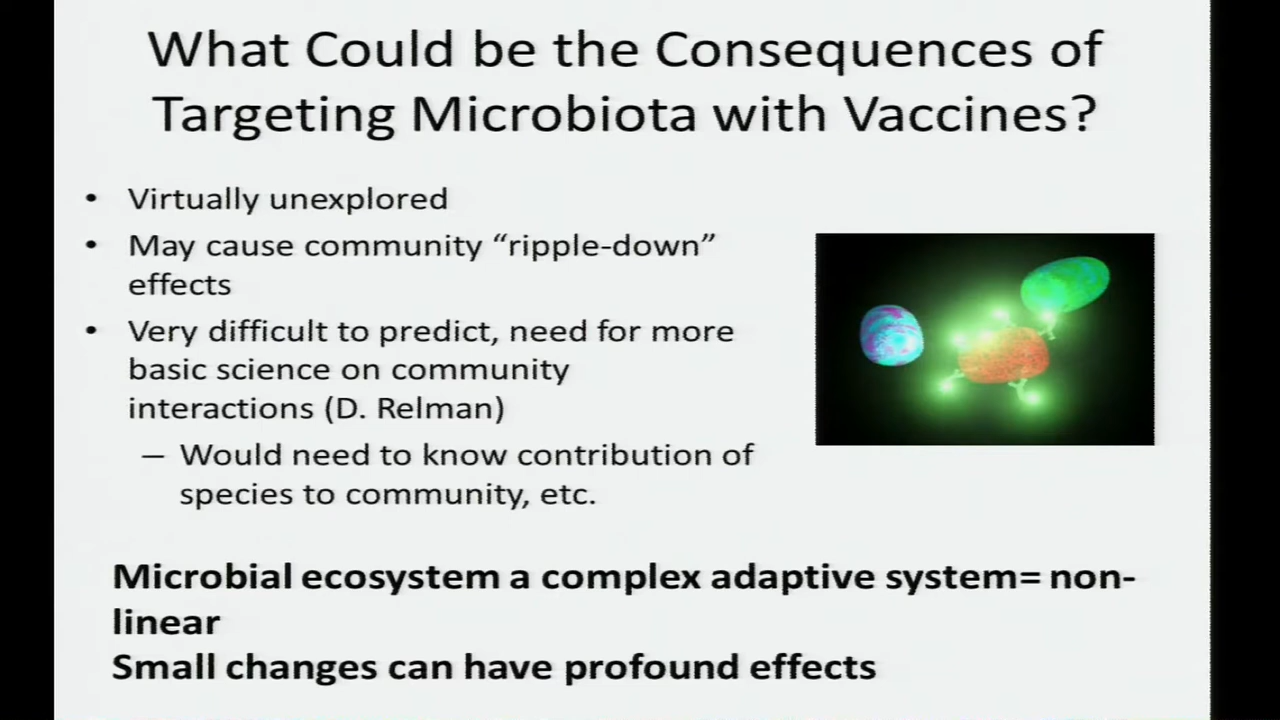 What Could be the Consequences of
Targeting Microbiota with Vaccines?
• Virtually unexplored
• May cause community “ripple-down”
effects
• Very difficult to predict, need for more
basic science on community
interactions (D. Relman)
– Would need to know contribution of
species to community, etc.
Microbial ecosystem a complex adaptive system= non-
linear
Small changes can have profound effects